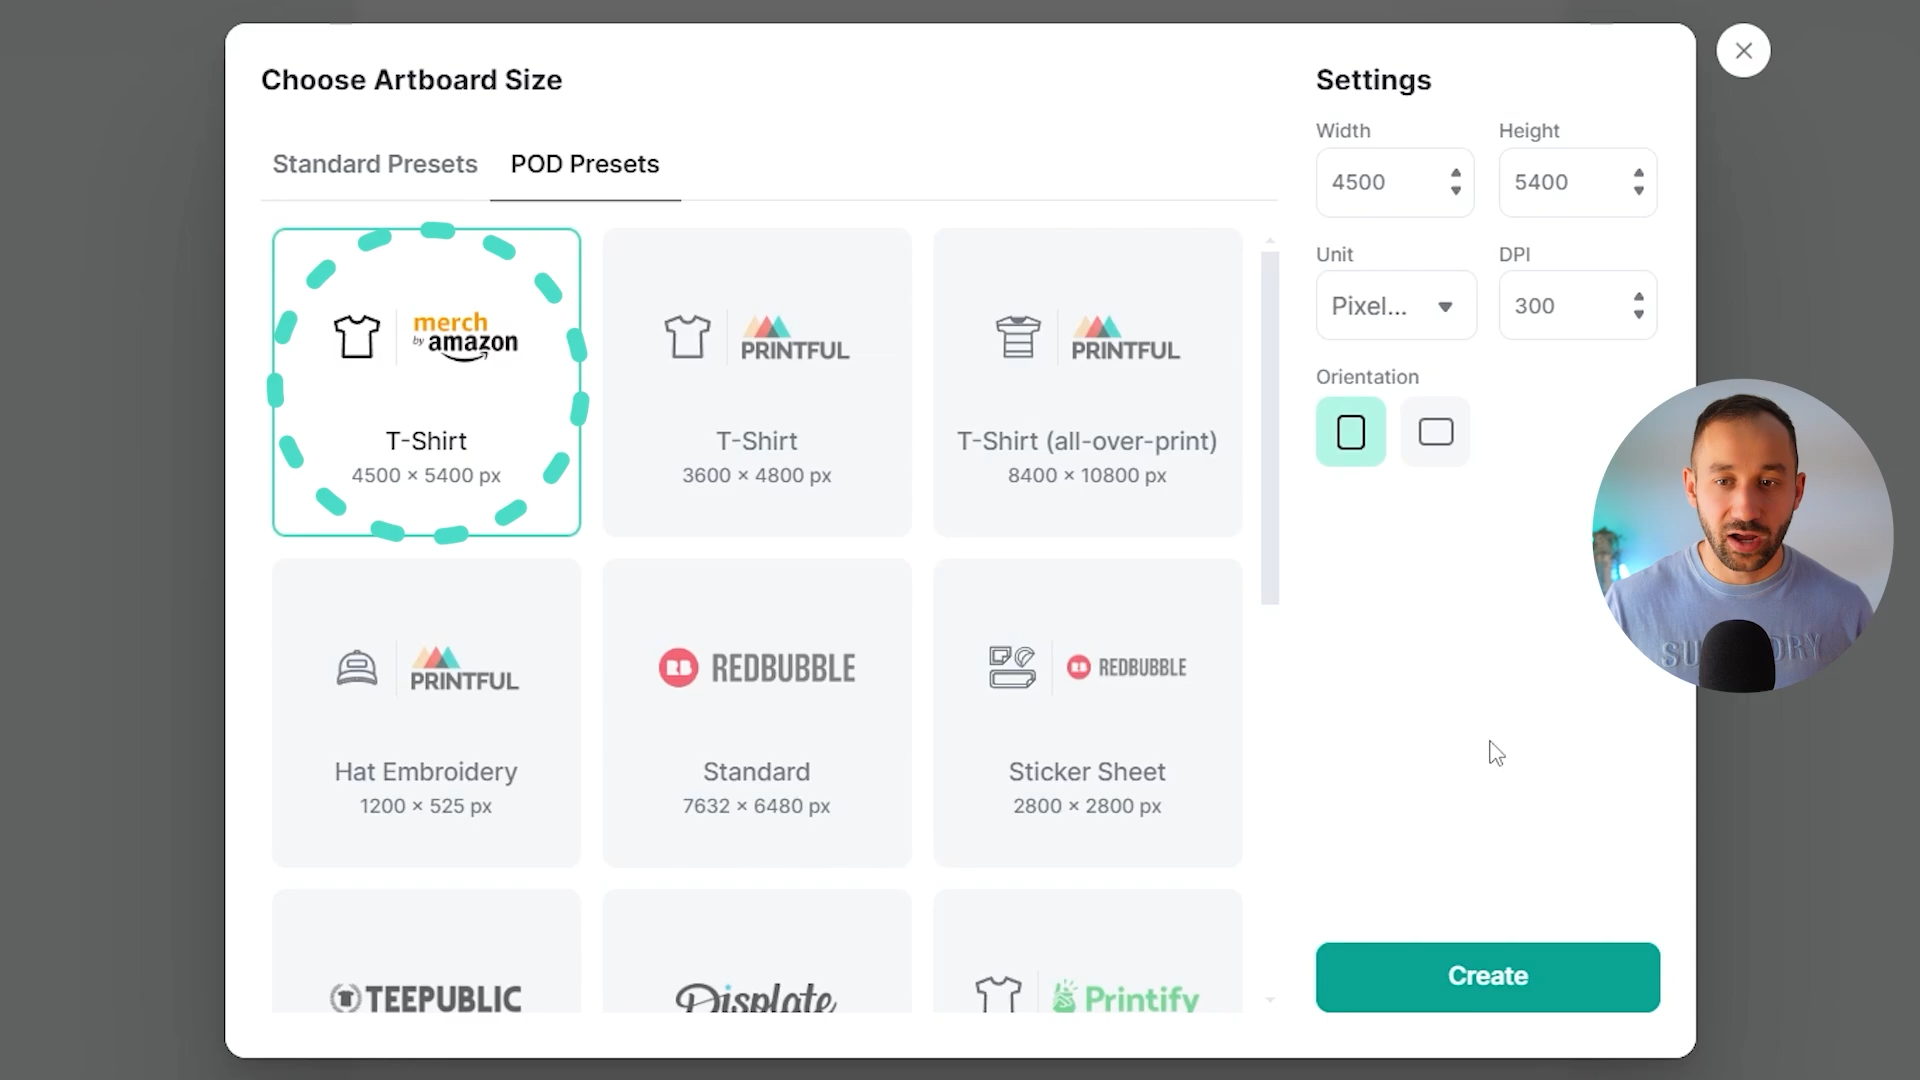 Choose Artboard Size
Standard Presets
POD Presets
merch
by amazon
T-Shirt
4500 × 5400 px
PRINTFUL
T-Shirt
3600 × 4800 px
PRINTFUL
T-Shirt (all-over-print)
8400 × 10800 px
PRINTFUL
Hat Embroidery
1200 × 525 px
RB REDBUBBLE
Standard
7632 × 6480 px
RB REDBUBBLE
Sticker Sheet
2800 × 2800 px
TEEPUBLIC
Displate
Printify
Settings
Width
Height
4500
5400
Unit
DPI
Pixel...
300
Orientation
Create